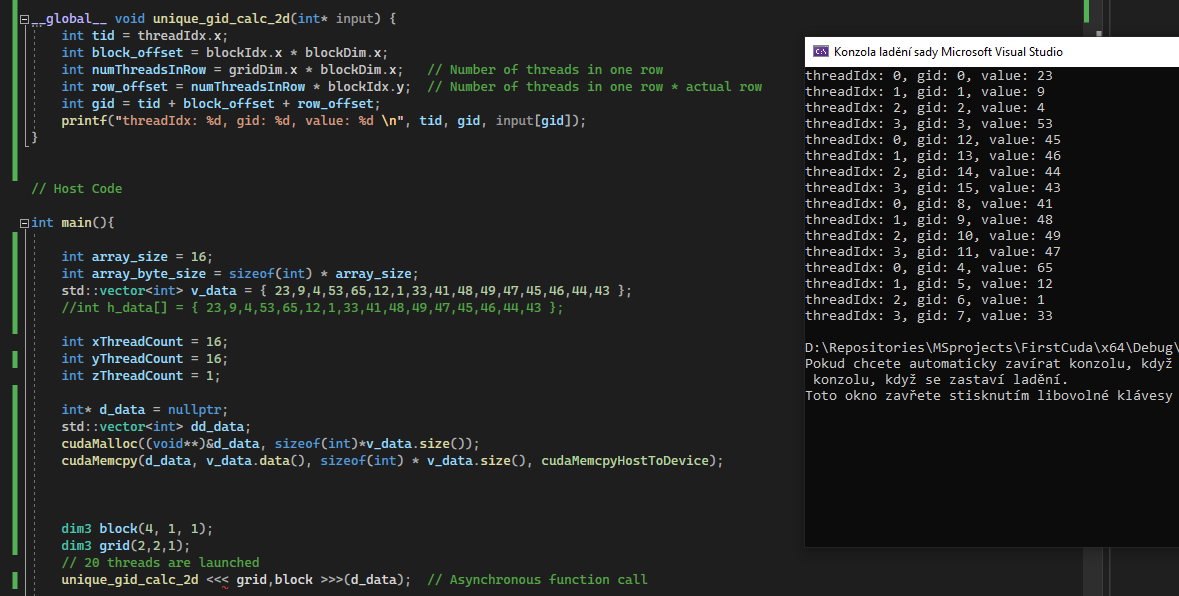 __global__ void unique_gid_calc_2d(int* input) {
int tid = threadIdx.x;
int block_offset = blockIdx.x * blockDim.x;
int numThreadsInRow = gridDim.x * blockDim.x;   // Number of threads in one row
int row_offset = numThreadsInRow * blockIdx.y;  // Number of threads in one row * actual row
int gid = tid + block_offset + row_offset;
printf("threadIdx: %d, gid: %d, value: %d \n", tid, gid, input[gid]);
}
// Host Code
int main(){
int array_size = 16;
int array_byte_size = sizeof(int) * array_size;
std::vector<int> v_data = { 23,9,4,53,65,12,1,33,41,48,49,47,45,46,44,43 };
//int h_data[] = { 23,9,4,53,65,12,1,33,41,48,49,47,45,46,44,43 };
int xThreadCount = 16;
int yThreadCount = 16;
int zThreadCount = 1;
int* d_data = nullptr;
std::vector<int> dd_data;
cudaMalloc((void**)&d_data, sizeof(int)*v_data.size());
cudaMemcpy(d_data, v_data.data(), sizeof(int) * v_data.size(), cudaMemcpyHostToDevice);
dim3 block(4, 1, 1);
dim3 grid(2,2,1);
// 20 threads are launched
unique_gid_calc_2d <<< grid,block >>>(d_data);  // Asynchronous function call
Konzola ladění sady Microsoft Visual Studio
threadIdx: 0, gid: 0, value: 23
threadIdx: 1, gid: 1, value: 9
threadIdx: 2, gid: 2, value: 4
threadIdx: 3, gid: 3, value: 53
threadIdx: 0, gid: 12, value: 45
threadIdx: 1, gid: 13, value: 46
threadIdx: 2, gid: 14, value: 44
threadIdx: 3, gid: 15, value: 43
threadIdx: 0, gid: 8, value: 41
threadIdx: 1, gid: 9, value: 48
threadIdx: 2, gid: 10, value: 49
threadIdx: 3, gid: 11, value: 47
threadIdx: 0, gid: 4, value: 65
threadIdx: 1, gid: 5, value: 12
threadIdx: 2, gid: 6, value: 1
threadIdx: 3, gid: 7, value: 33
D:\Repositories\MSprojects\FirstCuda\x64\Debug\
Pokud chcete automaticky zavírat konzolu, když
konzolu, když se zastaví ladění.
Toto okno zavřete stisknutím libovolné klávesy